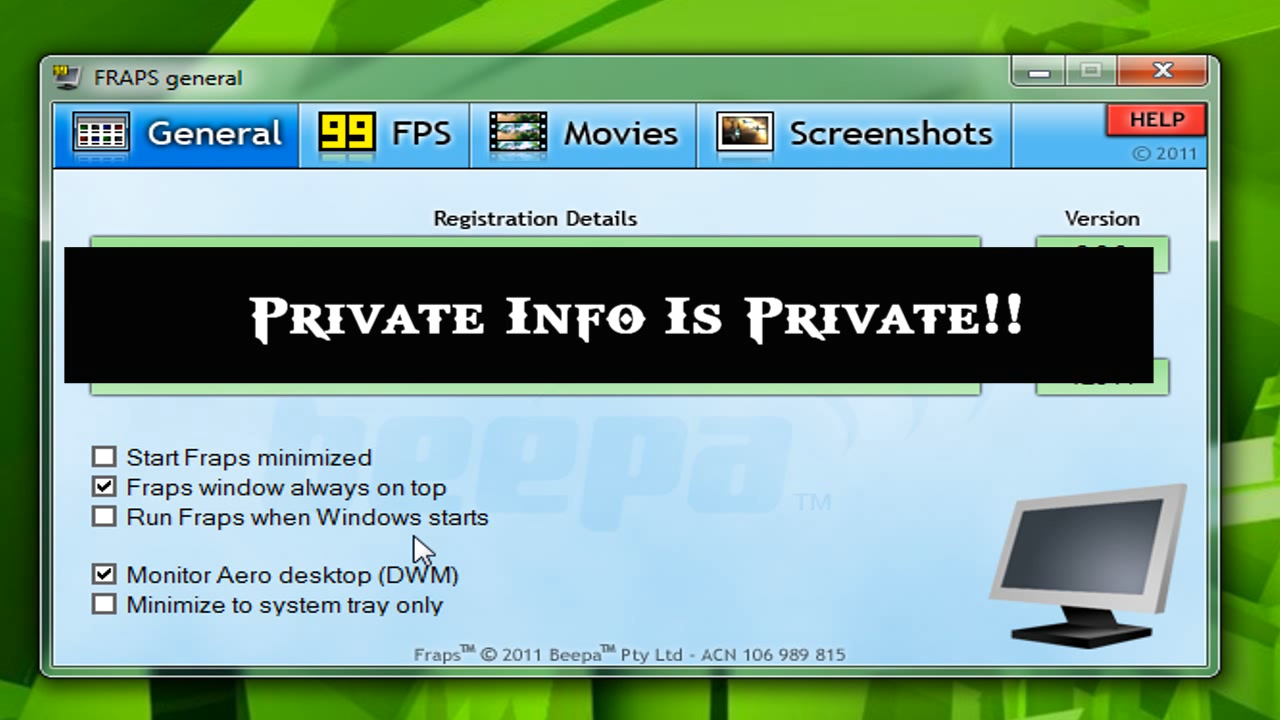 FRAPS general
General
99 FPS
Movies
Screenshots
HELP
© 2011
Registration Details
Version
Private Info Is Private!!
beepa™
Start Fraps minimized
Fraps window always on top
Run Fraps when Windows starts
Monitor Aero desktop (DWM)
Minimize to system tray only
Fraps™ © 2011 Beepa™ Pty Ltd - ACN 106 989 815